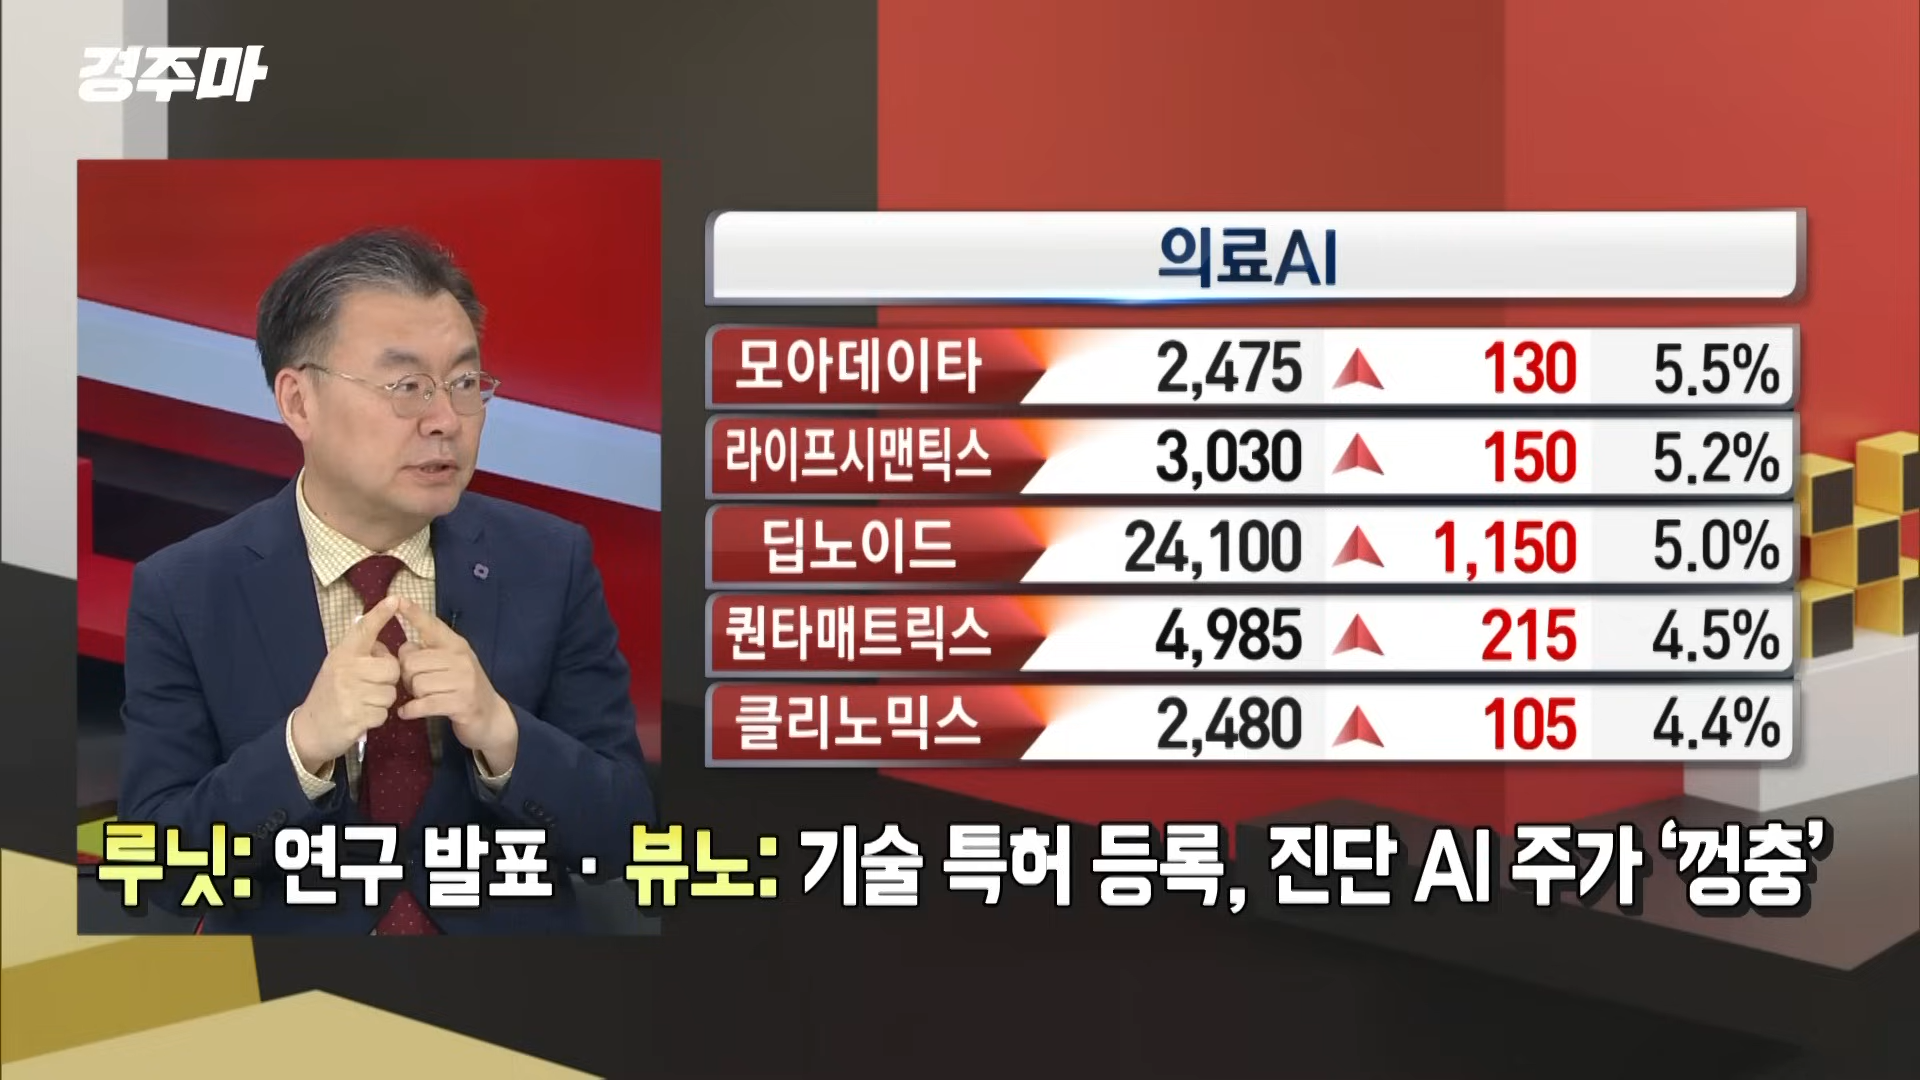 경주마
의료AI
모아데이타 2,475 ▲ 130 5.5%
라이프시맨틱스 3,030 ▲ 150 5.2%
딥노이드 24,100 ▲ 1,150 5.0%
퀀타매트릭스 4,985 ▲ 215 4.5%
클리노믹스 2,480 ▲ 105 4.4%
루닛: 연구 발표 · 뷰노: 기술 특허 등록, 진단 AI 주가 ‘껑충’